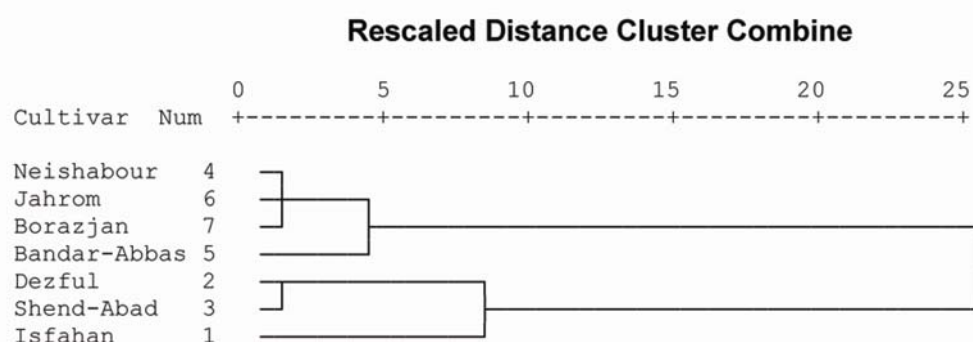 Rescaled Distance Cluster Combine
0 5 10 15 20 25
Cultivar Num +---------+---------+---------+---------+---------+
Neishabour 4
Jahrom 6
Borazjan 7
Bandar-Abbas 5
Dezful 2
Shend-Abad 3
Isfahan 1